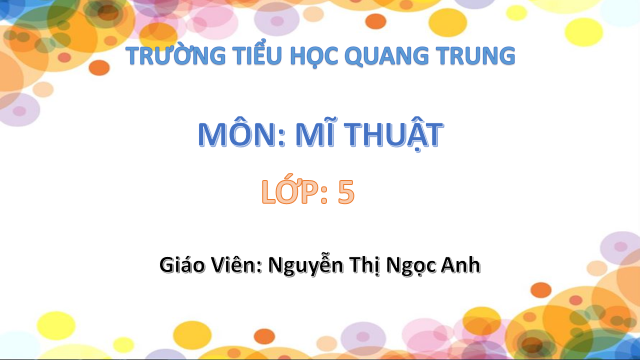 TRƯỜNG TIỂU HỌC QUANG TRUNG
MÔN: MĨ THUẬT
LỚP: 5
Giáo Viên: Nguyễn Thị Ngọc Anh